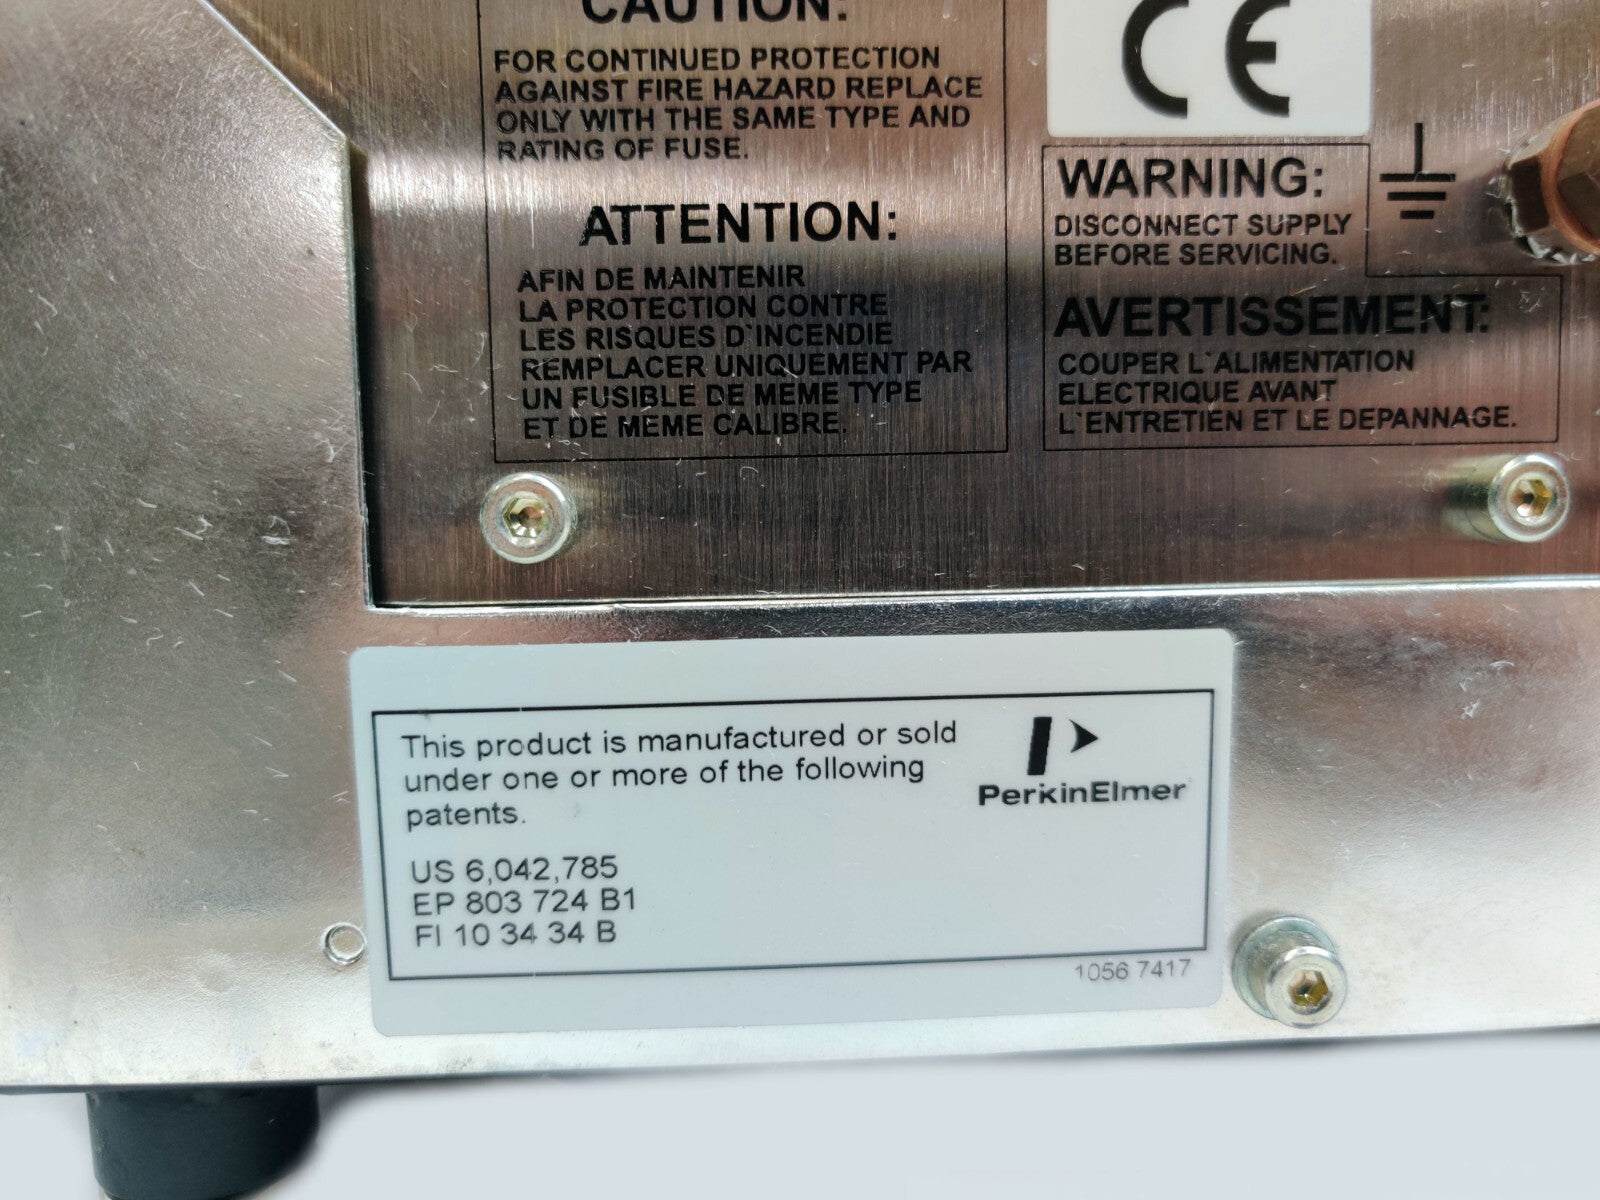 CAUTION:
FOR CONTINUED PROTECTION
AGAINST FIRE HAZARD REPLACE
ONLY WITH THE SAME TYPE AND
RATING OF FUSE.
ATTENTION:
AFIN DE MAINTENIR
LA PROTECTION CONTRE
LES RISQUES D`INCENDIE
REMPLACER UNIQUEMENT PAR
UN FUSIBLE DE MEME TYPE
ET DE MEME CALIBRE.
CE
WARNING:
DISCONNECT SUPPLY
BEFORE SERVICING.
AVERTISSEMENT:
COUPER L`ALIMENTATION
ELECTRIQUE AVANT
L`ENTRETIEN ET LE DEPANNAGE.
This product is manufactured or sold
under one or more of the following
patents.
PerkinElmer
US 6,042,785
EP 803 724 B1
FI 10 34 34 B
1056 7417